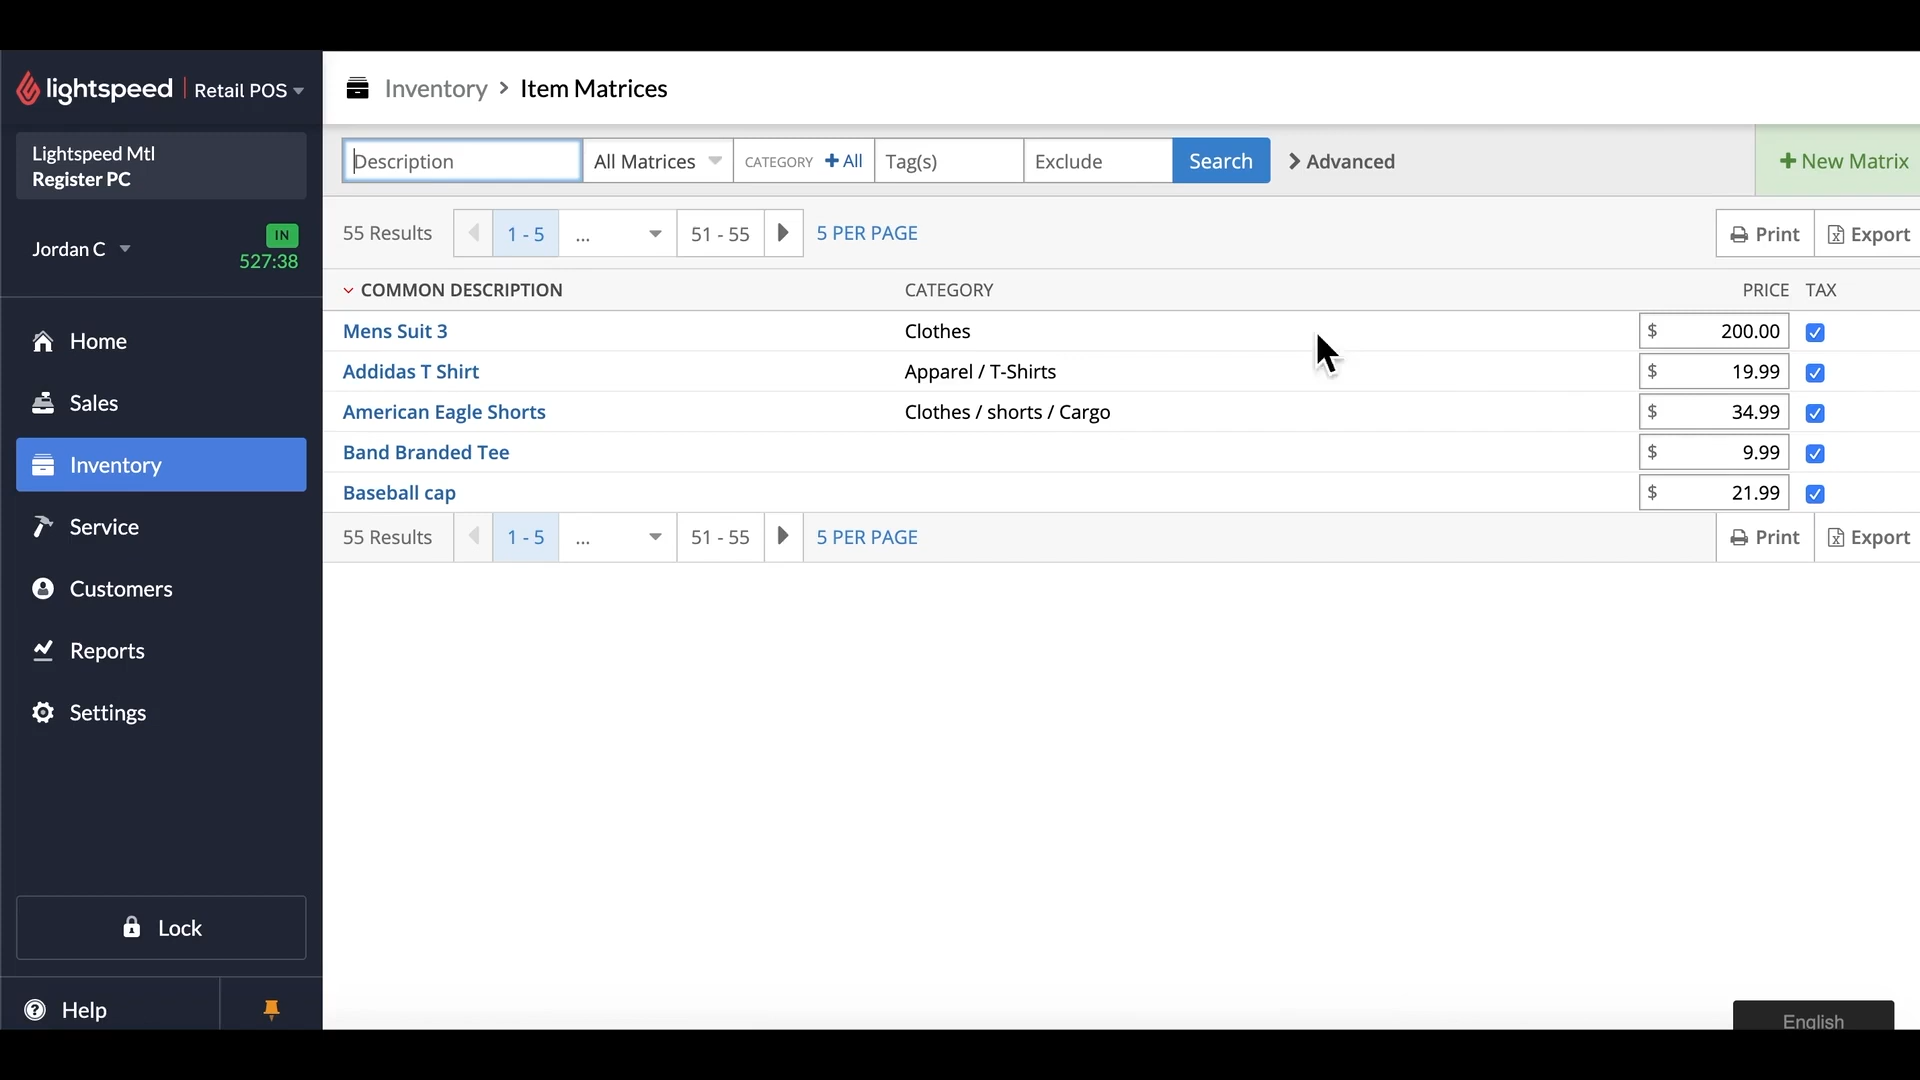 lightspeed Retail POS
Inventory > Item Matrices
Lightspeed Mtl
Register PC
Jordan C
IN
527:38
Home
Sales
Inventory
Service
Customers
Reports
Settings
Lock
Help
Description All Matrices CATEGORY + All Tag(s) Exclude Search Advanced + New Matrix
55 Results 1 - 5 ... 51 - 55 5 PER PAGE Print Export
COMMON DESCRIPTION CATEGORY PRICE TAX
Mens Suit 3 Clothes $ 200.00
Addidas T Shirt Apparel / T-Shirts $ 19.99
American Eagle Shorts Clothes / shorts / Cargo $ 34.99
Band Branded Tee $ 9.99
Baseball cap $ 21.99
55 Results 1 - 5 ... 51 - 55 5 PER PAGE Print Export
English